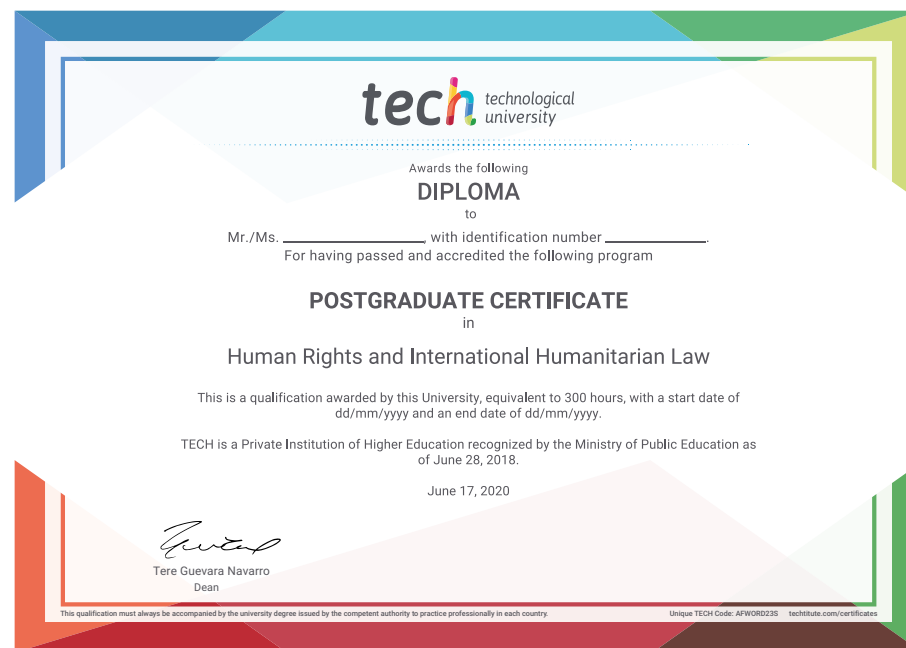 tech technological
university
Awards the following
DIPLOMA
to
Mr./Ms. ____________________, with identification number ______________.
For having passed and accredited the following program
POSTGRADUATE CERTIFICATE
in
Human Rights and International Humanitarian Law
This is a qualification awarded by this University, equivalent to 300 hours, with a start date of
dd/mm/yyyy and an end date of dd/mm/yyyy.
TECH is a Private Institution of Higher Education recognized by the Ministry of Public Education as
of June 28, 2018.
June 17, 2020
Tere Guevara Navarro
Dean
This qualification must always be accompanied by the university degree issued by the competent authority to practice professionally in each country. Unique TECH Code: AFWORD23S techtitute.com/certificates